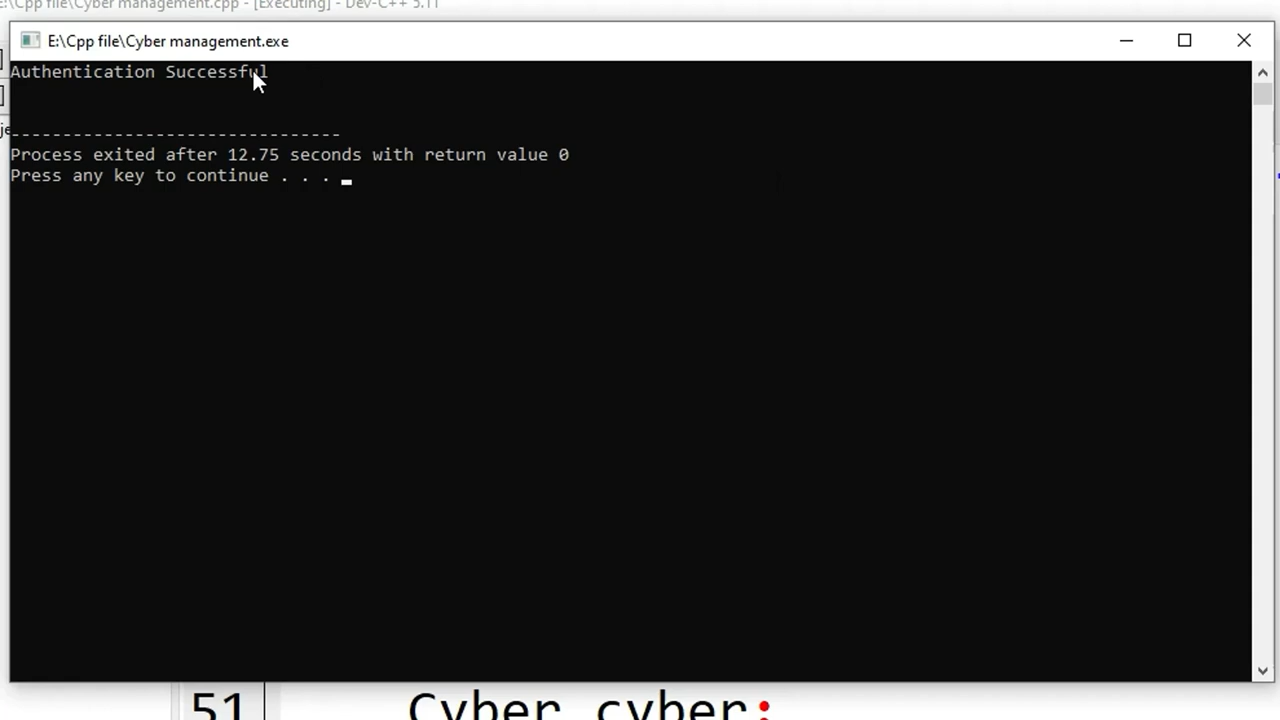 E:\Cpp file\Cyber management.cpp - [Executing] - Dev-C++ 5.11
E:\Cpp file\Cyber management.exe
Authentication Successful
je
--------------------------------
Process exited after 12.75 seconds with return value 0
Press any key to continue . . .
51 Cyber cyber;